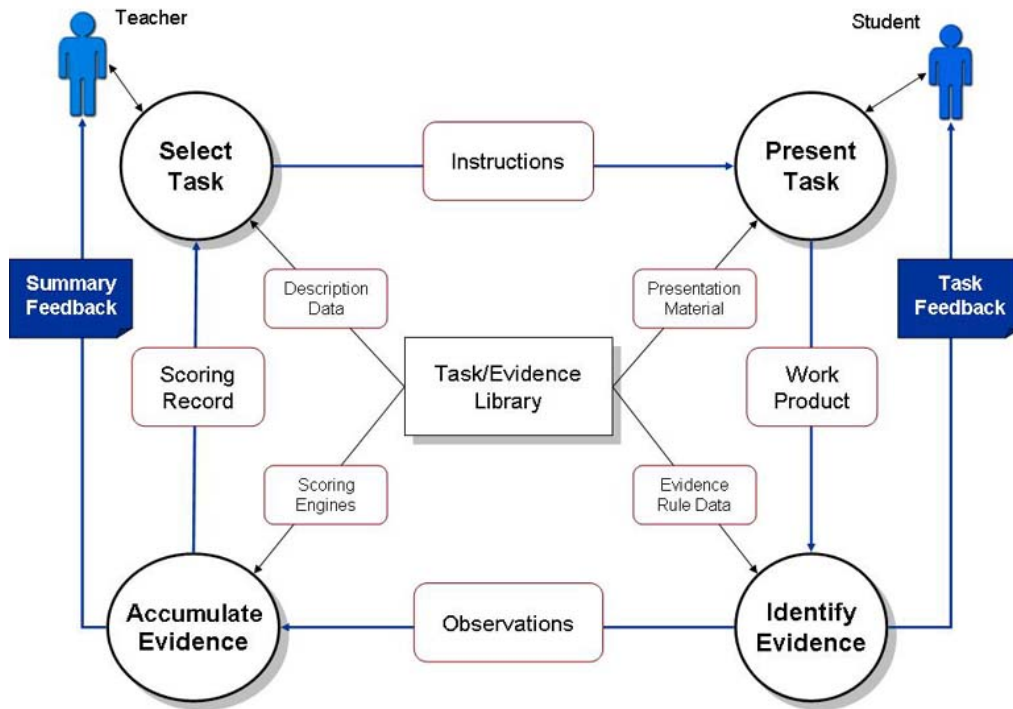 Teacher
Student
Select
Task
Instructions
Present
Task
Summary
Feedback
Description
Data
Presentation
Material
Task
Feedback
Scoring
Record
Task/Evidence
Library
Work
Product
Scoring
Engines
Evidence
Rule Data
Accumulate
Evidence
Observations
Identify
Evidence